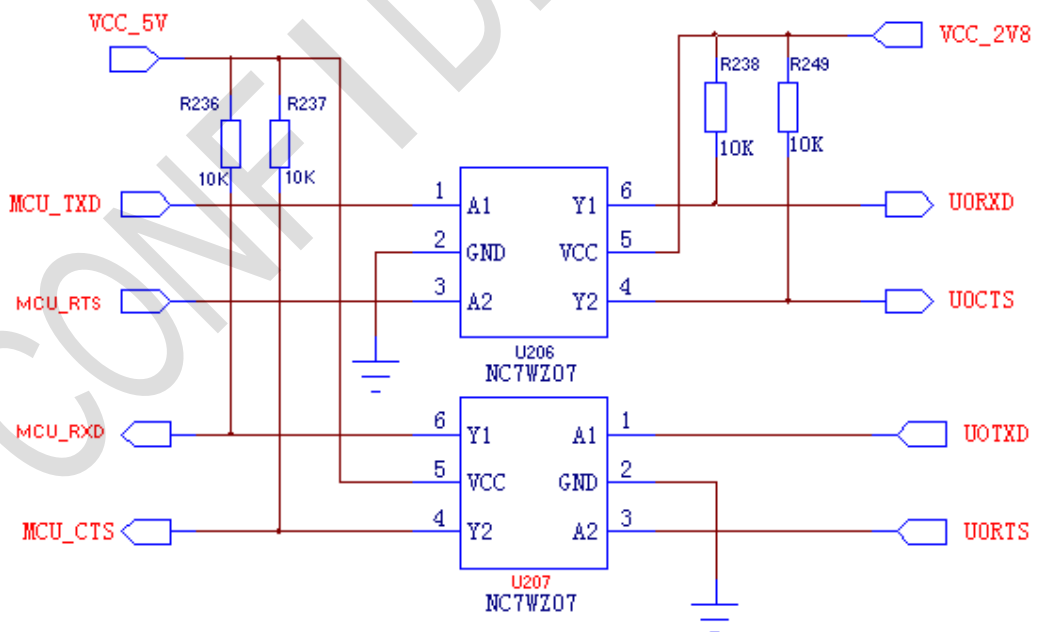 CONFID
VCC_5V
VCC_2V8
R236
R237
R238
R249
10K
10K
10K
10K
MCU_TXD
1
A1
Y1
6
U0RXD
2
GND
VCC
5
MCU_RTS
3
A2
Y2
4
U0CTS
U206
NC7WZ07
MCU_RXD
6
Y1
A1
1
U0TXD
5
VCC
GND
2
MCU_CTS
4
Y2
A2
3
U0RTS
U207
NC7WZ07